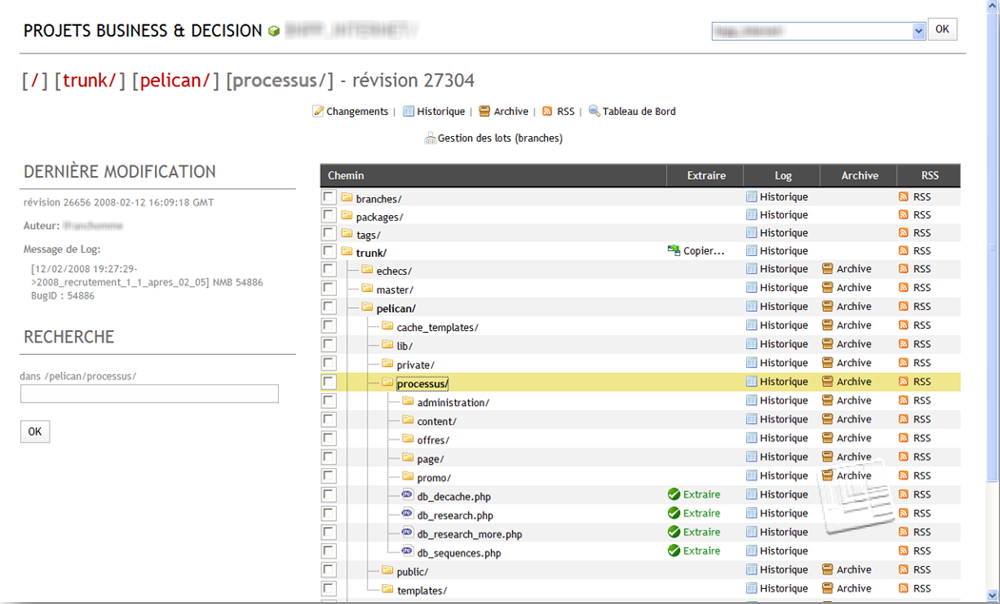 PROJETS BUSINESS & DECISION
OK
[/] [trunk/] [pelican/] [processus/] - révision 27304
Changements | Historique | Archive | RSS | Tableau de Bord
Gestion des lots (branches)
DERNIÈRE MODIFICATION
révision 26656 2008-02-12 16:09:18 GMT
Auteur:
Message de Log:
[12/02/2008 19:27:29-
>2008_recrutement_1_1_apres_02_05] NMB 54886
BugID : 54886
RECHERCHE
dans /pelican/processus/
OK
Chemin Extraire Log Archive RSS
branches/ Historique RSS
packages/ Historique RSS
tags/ Historique RSS
trunk/ Copier... Historique RSS
echecs/ Historique Archive RSS
master/ Historique Archive RSS
pelican/ Historique Archive RSS
cache_templates/ Historique Archive RSS
lib/ Historique Archive RSS
private/ Historique Archive RSS
processus/ Historique Archive RSS
administration/ Historique Archive RSS
content/ Historique Archive RSS
offres/ Historique Archive RSS
page/ Historique Archive RSS
promo/ Historique Archive RSS
db_decache.php Extraire Historique RSS
db_research.php Extraire Historique RSS
db_research_more.php Extraire Historique RSS
db_sequences.php Extraire Historique RSS
public/ Historique Archive RSS
templates/ Historique Archive RSS